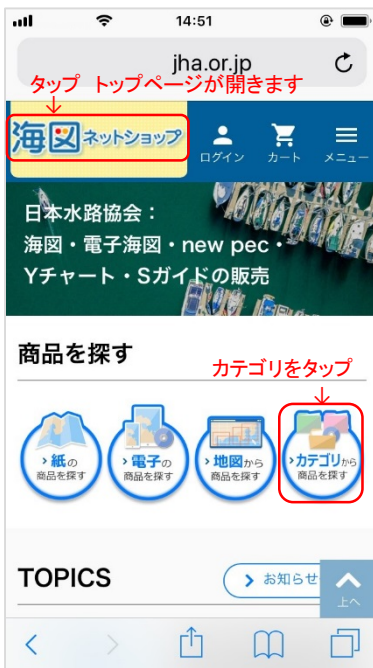 14:51
jha.or.jp
タップ トップページが開きます
↓
海図ネットショップ
ログイン カート メニュー
日本水路協会：
海図・電子海図・new pec・
Yチャート・Sガイドの販売
商品を探す
カテゴリをタップ
↓
›紙の
商品を探す
›電子の
商品を探す
›地図から
商品を探す
›カテゴリから
商品を探す
TOPICS
› お知らせ
上へ